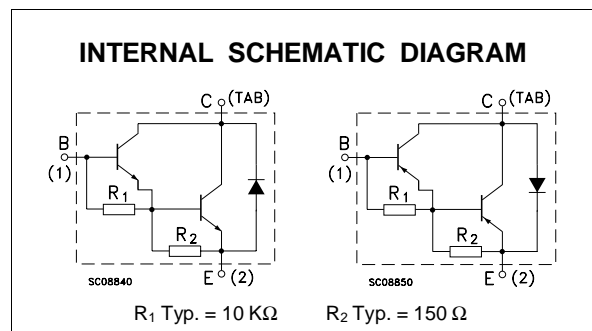 INTERNAL SCHEMATIC DIAGRAM
C (TAB)
B
(1)
R1
R2
E (2)
SC08840
C (TAB)
B
(1)
R1
R2
E (2)
SC08850
R1 Typ. = 10 KΩ R2 Typ. = 150 Ω